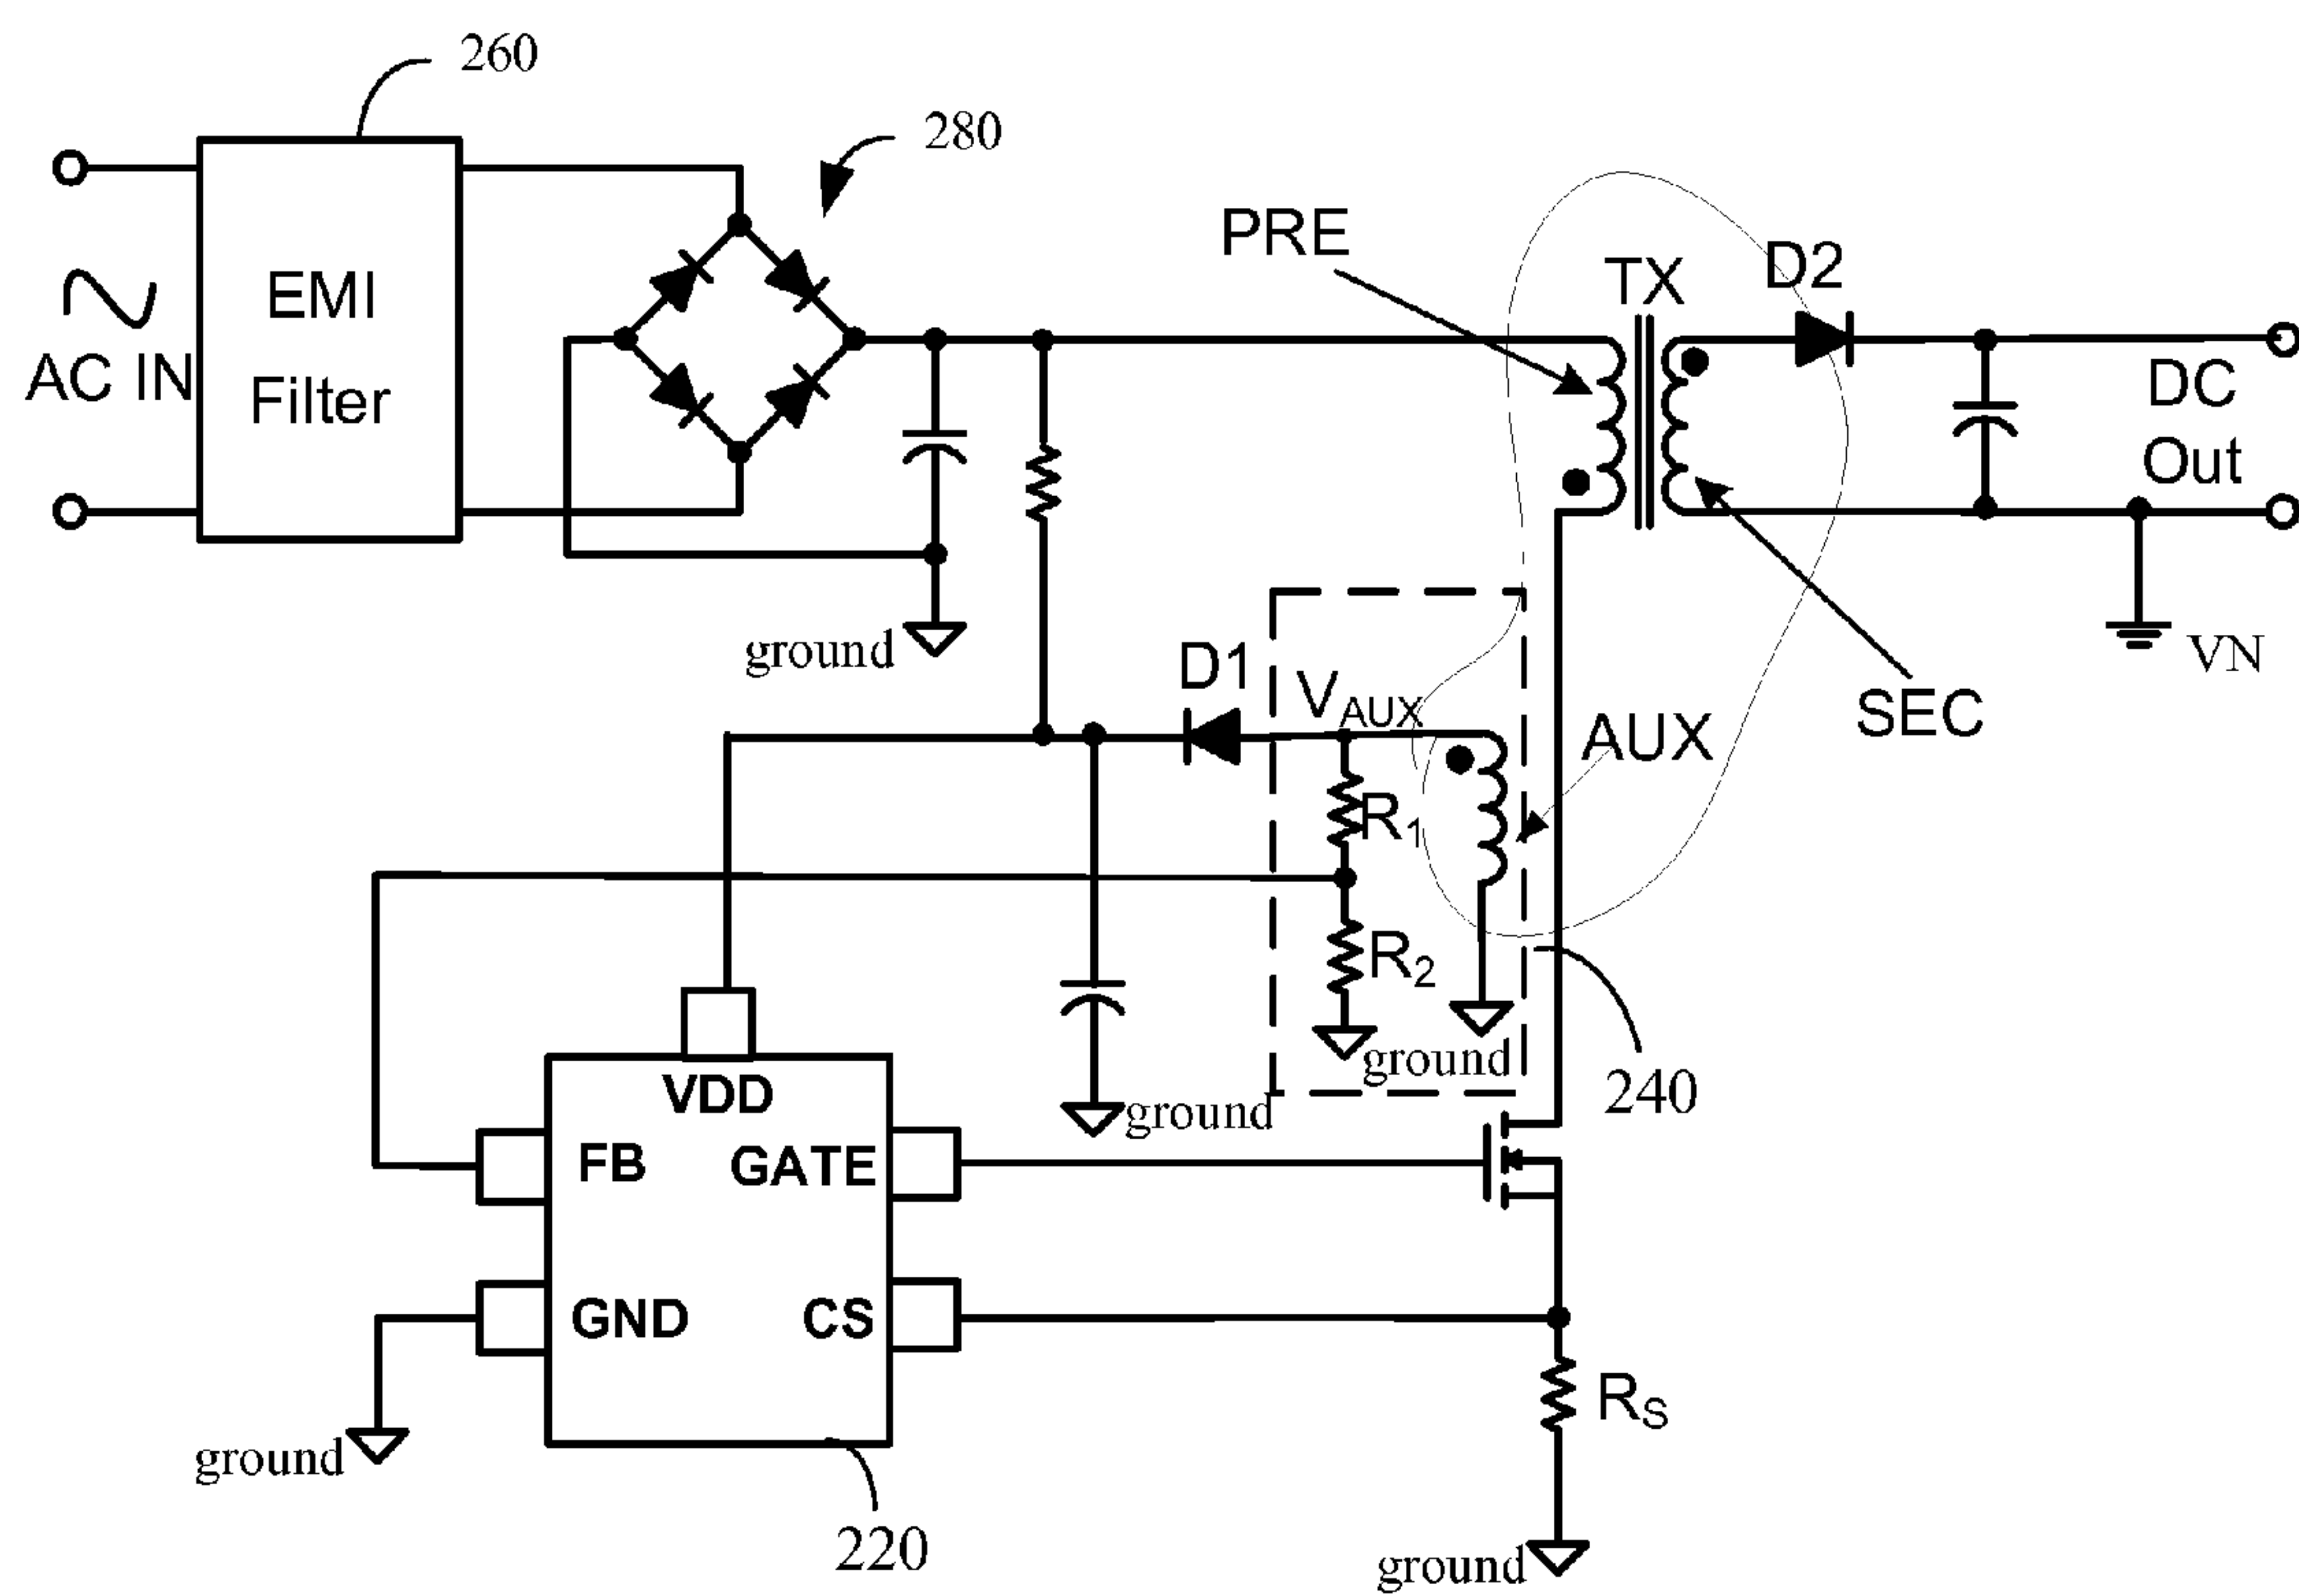 260
280
PRE
TX
D2
EMI
Filter
AC IN
DC
Out
ground
VN
D1
VAUX
AUX
SEC
R1
R2
ground
240
ground
VDD
FB
GATE
GND
CS
RS
ground
220
ground